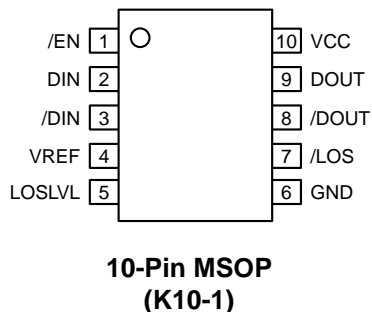 /EN 1 10 VCC
DIN 2 9 DOUT
/DIN 3 8 /DOUT
VREF 4 7 /LOS
LOSLVL 5 6 GND
10-Pin MSOP
(K10-1)